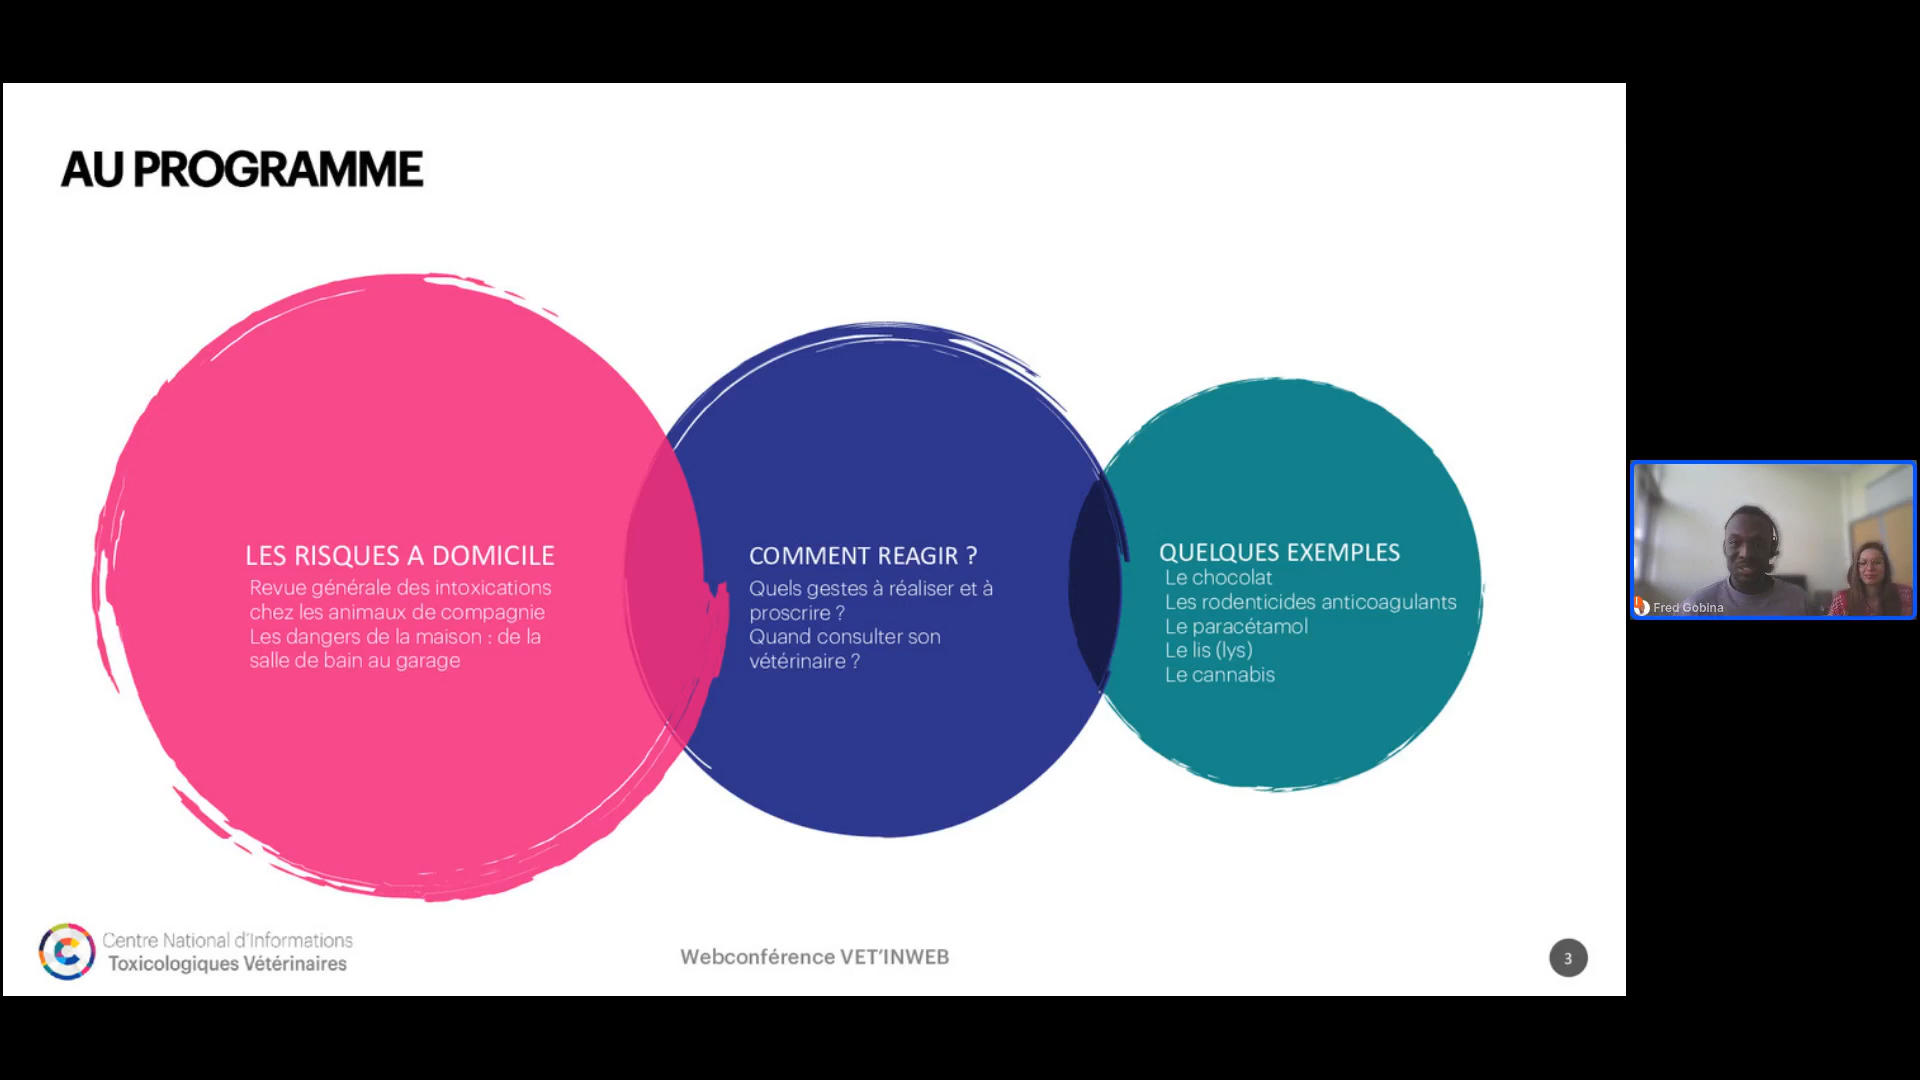 AU PROGRAMME
LES RISQUES A DOMICILE
Revue générale des intoxications
chez les animaux de compagnie
Les dangers de la maison : de la
salle de bain au garage
COMMENT REAGIR ?
Quels gestes à réaliser et à
proscrire ?
Quand consulter son
vétérinaire ?
QUELQUES EXEMPLES
Le chocolat
Les rodenticides anticoagulants
Le paracétamol
Le lis (lys)
Le cannabis
Fred Gobina
Centre National d'Informations
Toxicologiques Vétérinaires
Webconférence VET'INWEB
3